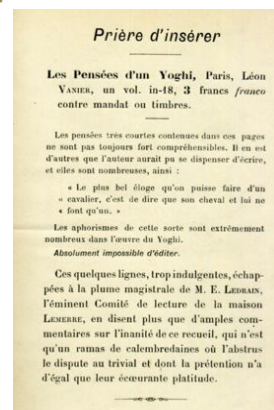 Prière d'insérer
Les Pensées d'un Yoghi, Paris, Léon
VANIER, un vol. in-18, 3 francs franco
contre mandat ou timbres.
Les pensées très courtes contenues dans ces pages
ne sont pas toujours fort compréhensibles. Il en est
d'autres que l'auteur aurait pu se dispenser d'écrire,
et elles sont nombreuses, ainsi :
« Le plus bel éloge qu'on puisse faire d'un
« cavalier, c'est de dire que son cheval et lui ne
« font qu'un. »
Les aphorismes de cette sorte sont extrêmement
nombreux dans l'œuvre du Yoghi.
Absolument impossible d'éditer.
Ces quelques lignes, trop indulgentes, échap-
pées à la plume magistrale de M. E. LEDRAIN,
l'éminent Comité de lecture de la maison
LEMERRE, en disent plus que d'amples com-
mentaires sur l'inanité de ce recueil, qui n'est
qu'un ramas de calembredaines où l'abstrus
le dispute au trivial et dont la prétention n'a
d'égal que leur écœurante platitude.